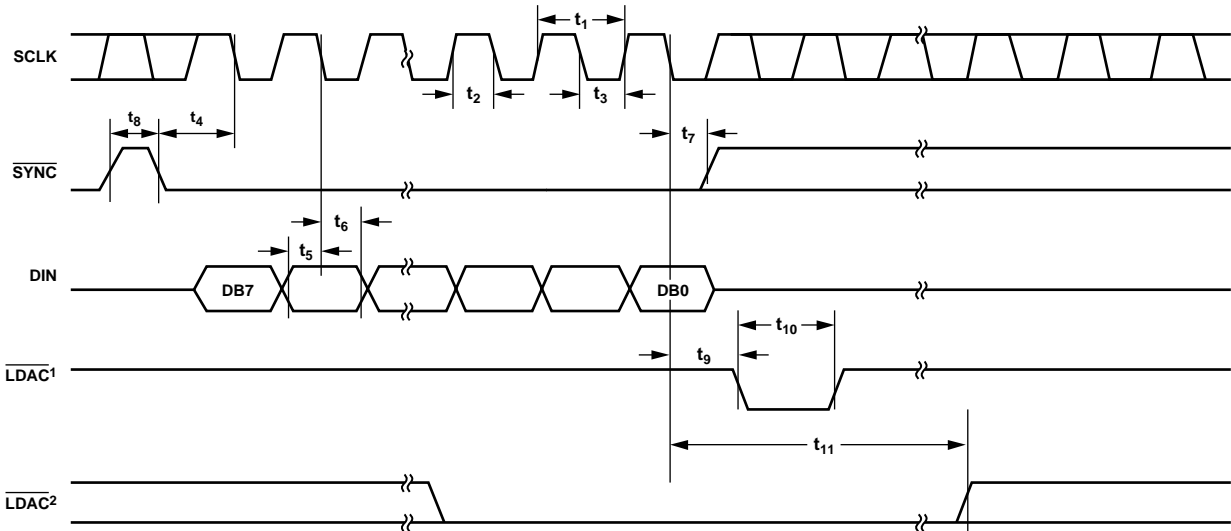 t1
SCLK
t2
t3
t8
t4
t7
SYNC
t6
t5
DIN
DB7
DB0
t10
t9
LDAC1
t11
LDAC2